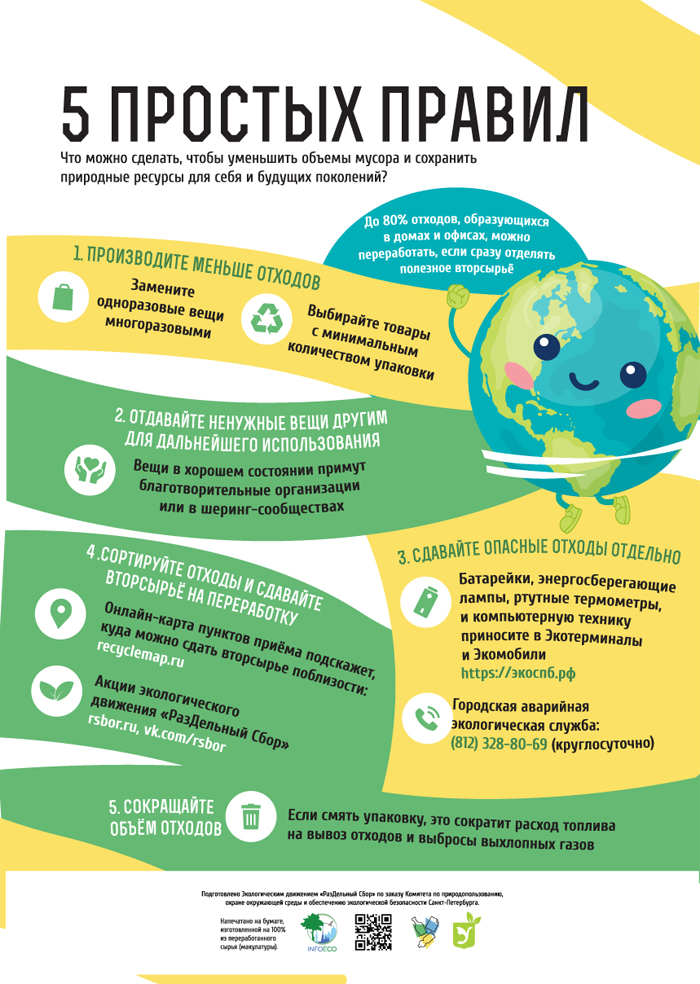 5 ПРОСТЫХ ПРАВИЛ
Что можно сделать, чтобы уменьшить объемы мусора и сохранить
природные ресурсы для себя и будущих поколений?
До 80% отходов, образующихся
в домах и офисах, можно
переработать, если сразу отделять
полезное вторсырьё
1. ПРОИЗВОДИТЕ МЕНЬШЕ ОТХОДОВ
Замените
одноразовые вещи
многоразовыми
Выбирайте товары
с минимальным
количеством упаковки
2. ОТДАВАЙТЕ НЕНУЖНЫЕ ВЕЩИ ДРУГИМ
ДЛЯ ДАЛЬНЕЙШЕГО ИСПОЛЬЗОВАНИЯ
Вещи в хорошем состоянии примут
благотворительные организации
или в шеринг-сообществах
3. СДАВАЙТЕ ОПАСНЫЕ ОТХОДЫ ОТДЕЛЬНО
Батарейки, энергосберегающие
лампы, ртутные термометры,
и компьютерную технику
приносите в Экотерминалы
и Экомобили
https://экоспб.рф
Городская аварийная
экологическая служба:
(812) 328-80-69 (круглосуточно)
4 .СОРТИРУЙТЕ ОТХОДЫ И СДАВАЙТЕ
ВТОРСЫРЬЁ НА ПЕРЕРАБОТКУ
Онлайн-карта пунктов приёма подскажет,
куда можно сдать вторсырье поблизости:
recyclemap.ru
Акции экологического
движения «РазДельный Сбор»
rsbor.ru, vk.com/rsbor
5. СОКРАЩАЙТЕ
ОБЪЁМ ОТХОДОВ
Если смять упаковку, это сократит расход топлива
на вывоз отходов и выбросы выхлопных газов
Подготовлено Экологическим движением «РазДельный Сбор» по заказу Комитета по природопользованию,
охране окружающей среды и обеспечению экологической безопасности Санкт-Петербурга.
Напечатано на бумаге,
изготовленной на 100%
из переработанного
сырья (макулатуры).
INFOECO